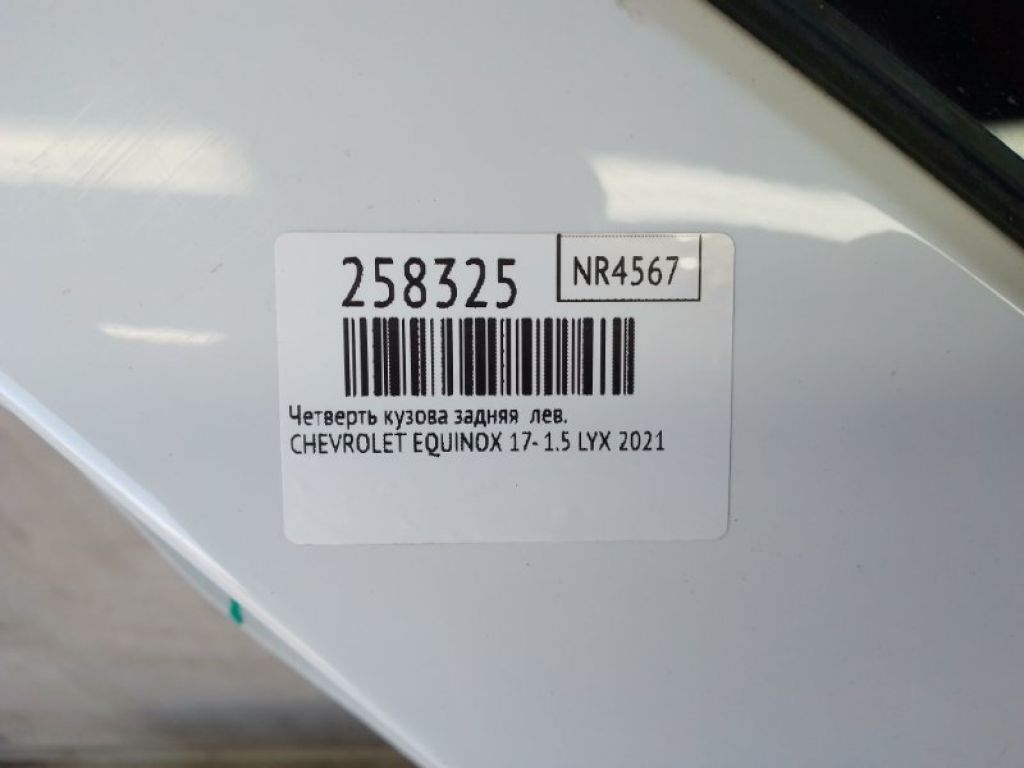 258325
NR4567
Четверть кузова задняя лев.
CHEVROLET EQUINOX 17- 1.5 LYX 2021